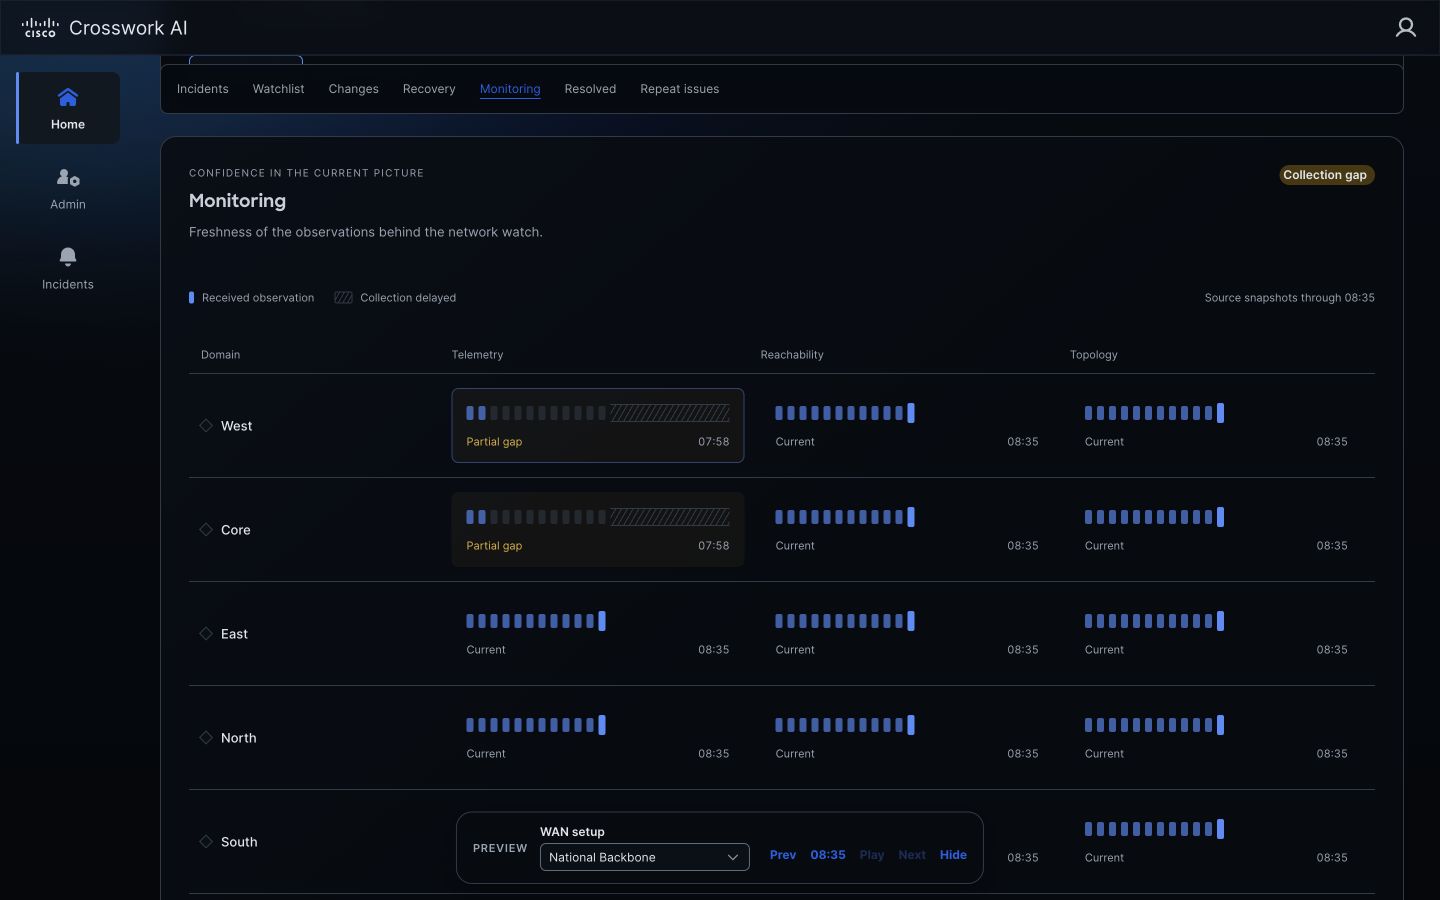 CISCO Crosswork AI
Home
Admin
Incidents
Incidents Watchlist Changes Recovery Monitoring Resolved Repeat issues
CONFIDENCE IN THE CURRENT PICTURE
Collection gap
Monitoring
Freshness of the observations behind the network watch.
Received observation Collection delayed Source snapshots through 08:35
Domain Telemetry Reachability Topology
West
Partial gap 07:58 Current 08:35 Current 08:35
Core
Partial gap 07:58 Current 08:35 Current 08:35
East
Current 08:35 Current 08:35 Current 08:35
North
Current 08:35 Current 08:35 Current 08:35
South
08:35 Current 08:35
PREVIEW
WAN setup
National Backbone
Prev 08:35 Play Next Hide